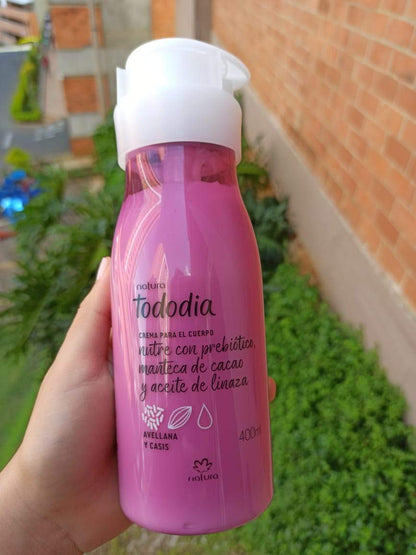 natura
Tododia
CREMA PARA EL CUERPO
nutre con prebiótico,
manteca de cacao
y aceite de linaza
AVELLANA
Y CASIS
400ml
natura